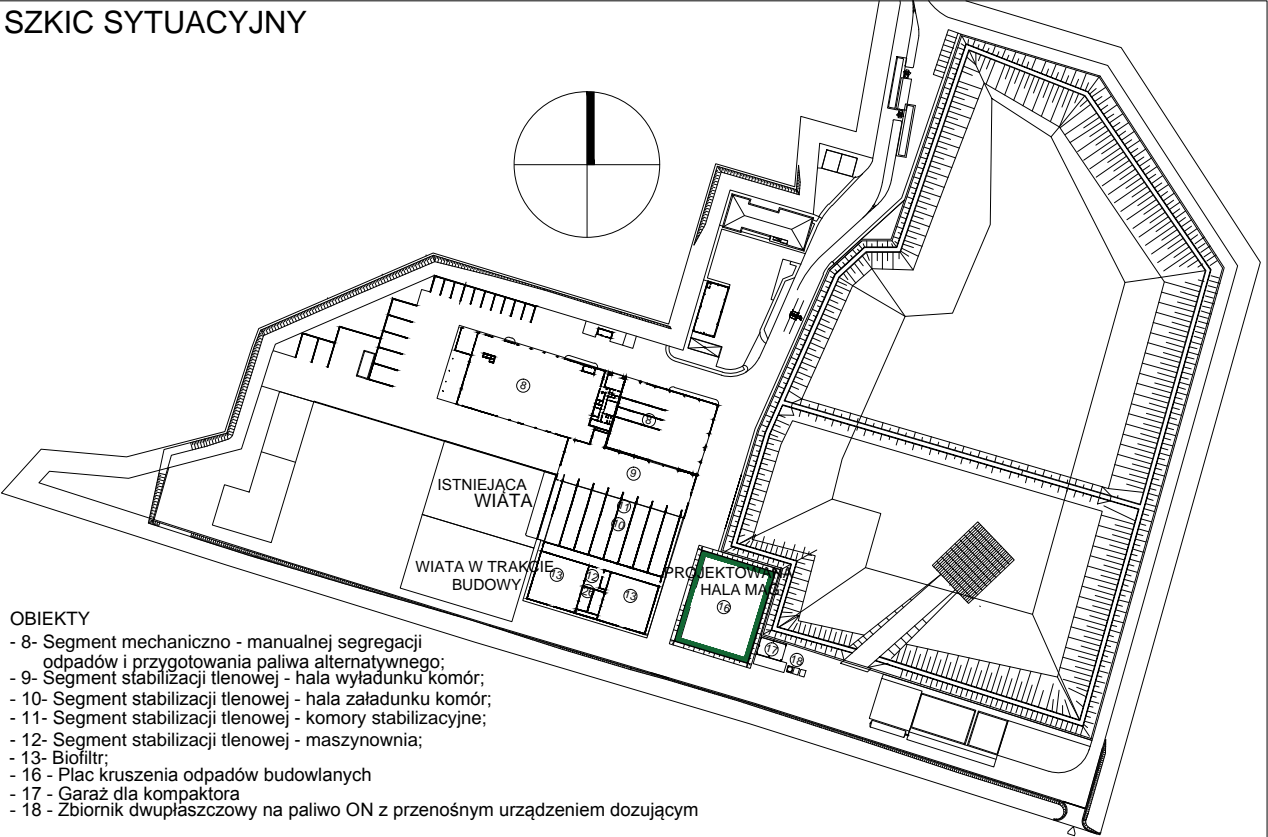 SZKIC SYTUACYJNY
8
8
9
ISTNIEJĄCA
WIATA
11
10
WIATA W TRAKCIE
BUDOWY
13
12
13
PROJEKTOWANA
HALA MAG.
16
17
18
OBIEKTY
- 8- Segment mechaniczno - manualnej segregacji
odpadów i przygotowania paliwa alternatywnego;
- 9- Segment stabilizacji tlenowej - hala wyładunku komór;
- 10- Segment stabilizacji tlenowej - hala załadunku komór;
- 11- Segment stabilizacji tlenowej - komory stabilizacyjne;
- 12- Segment stabilizacji tlenowej - maszynownia;
- 13- Biofiltr;
- 16 - Plac kruszenia odpadów budowlanych
- 17 - Garaż dla kompaktora
- 18 - Zbiornik dwupłaszczowy na paliwo ON z przenośnym urządzeniem dozującym